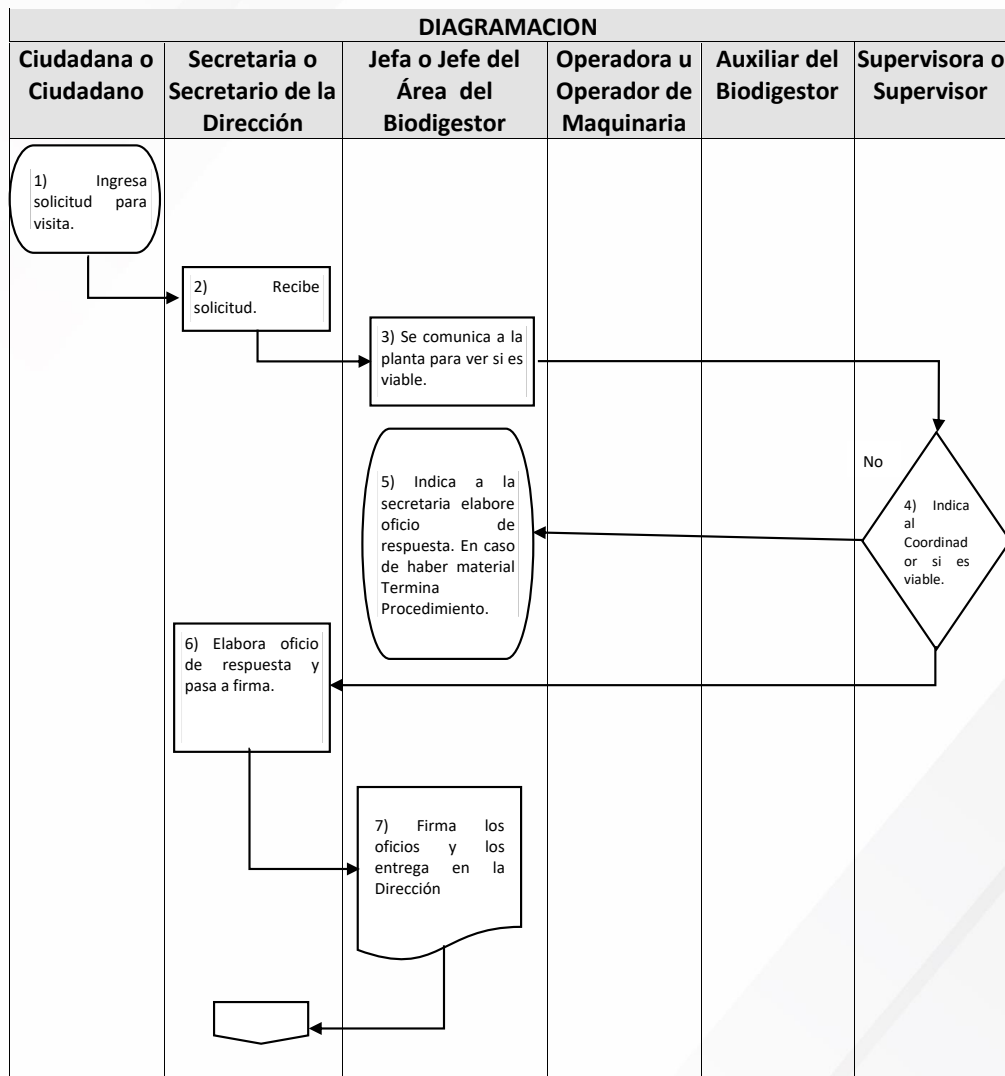 DIAGRAMACION
Ciudadana o
Ciudadano
Secretaria o
Secretario de la
Dirección
Jefa o Jefe del
Área del
Biodigestor
Operadora u
Operador de
Maquinaria
Auxiliar del
Biodigestor
Supervisora o
Supervisor
1) Ingresa
solicitud para
visita.
2) Recibe
solicitud.
3) Se comunica a la
planta para ver si es
viable.
No
4) Indica
al
Coordinad
or si es
viable.
5) Indica a la
secretaria elabore
oficio de
respuesta. En caso
de haber material
Termina
Procedimiento.
6) Elabora oficio
de respuesta y
pasa a firma.
7) Firma los
oficios y los
entrega en la
Dirección